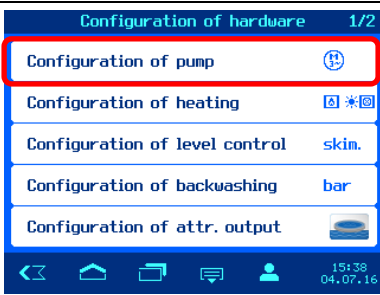 Configuration of hardware 1/2
Configuration of pump M 3~
Configuration of heating
Configuration of level control skim.
Configuration of backwashing bar
Configuration of attr. output
15:38
04.07.16